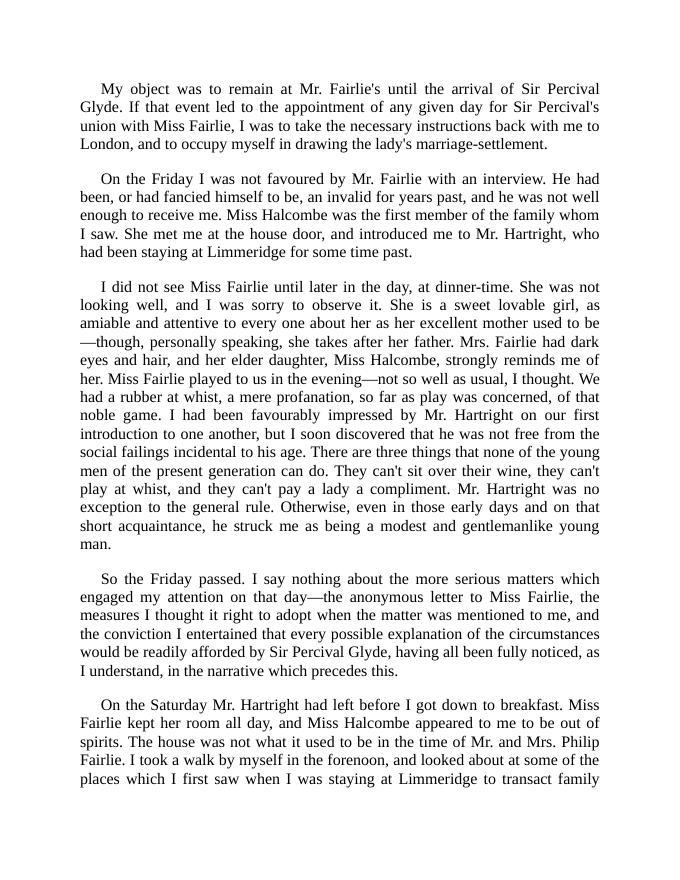 My object was to remain at Mr. Fairlie's until the arrival of Sir Percival
Glyde. If that event led to the appointment of any given day for Sir Percival's
union with Miss Fairlie, I was to take the necessary instructions back with me to
London, and to occupy myself in drawing the lady's marriage-settlement.
On the Friday I was not favoured by Mr. Fairlie with an interview. He had
been, or had fancied himself to be, an invalid for years past, and he was not well
enough to receive me. Miss Halcombe was the first member of the family whom
I saw. She met me at the house door, and introduced me to Mr. Hartright, who
had been staying at Limmeridge for some time past.
I did not see Miss Fairlie until later in the day, at dinner-time. She was not
looking well, and I was sorry to observe it. She is a sweet lovable girl, as
amiable and attentive to every one about her as her excellent mother used to be
—though, personally speaking, she takes after her father. Mrs. Fairlie had dark
eyes and hair, and her elder daughter, Miss Halcombe, strongly reminds me of
her. Miss Fairlie played to us in the evening—not so well as usual, I thought. We
had a rubber at whist, a mere profanation, so far as play was concerned, of that
noble game. I had been favourably impressed by Mr. Hartright on our first
introduction to one another, but I soon discovered that he was not free from the
social failings incidental to his age. There are three things that none of the young
men of the present generation can do. They can't sit over their wine, they can't
play at whist, and they can't pay a lady a compliment. Mr. Hartright was no
exception to the general rule. Otherwise, even in those early days and on that
short acquaintance, he struck me as being a modest and gentlemanlike young
man.
So the Friday passed. I say nothing about the more serious matters which
engaged my attention on that day—the anonymous letter to Miss Fairlie, the
measures I thought it right to adopt when the matter was mentioned to me, and
the conviction I entertained that every possible explanation of the circumstances
would be readily afforded by Sir Percival Glyde, having all been fully noticed, as
I understand, in the narrative which precedes this.
On the Saturday Mr. Hartright had left before I got down to breakfast. Miss
Fairlie kept her room all day, and Miss Halcombe appeared to me to be out of
spirits. The house was not what it used to be in the time of Mr. and Mrs. Philip
Fairlie. I took a walk by myself in the forenoon, and looked about at some of the
places which I first saw when I was staying at Limmeridge to transact family